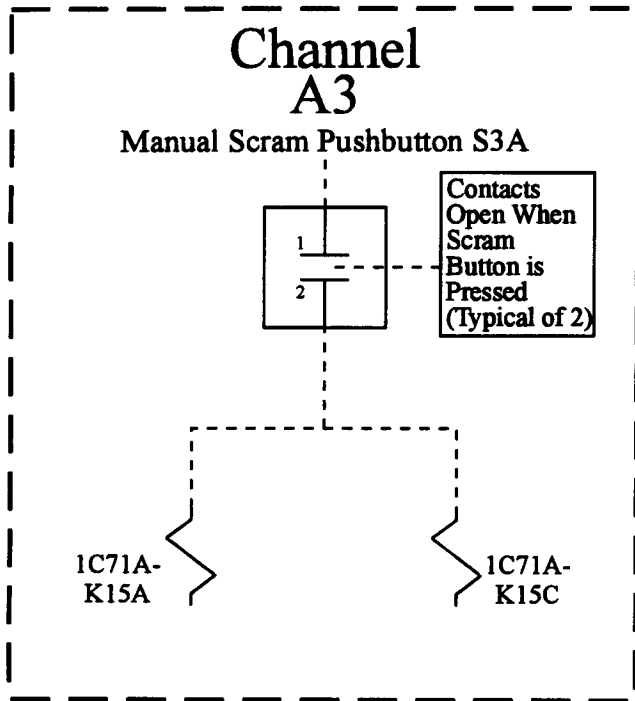 Channel
A3
Manual Scram Pushbutton S3A
Contacts
Open When
Scram
Button is
Pressed
(Typical of 2)
1
2
1C71A-
K15A
1C71A-
K15C